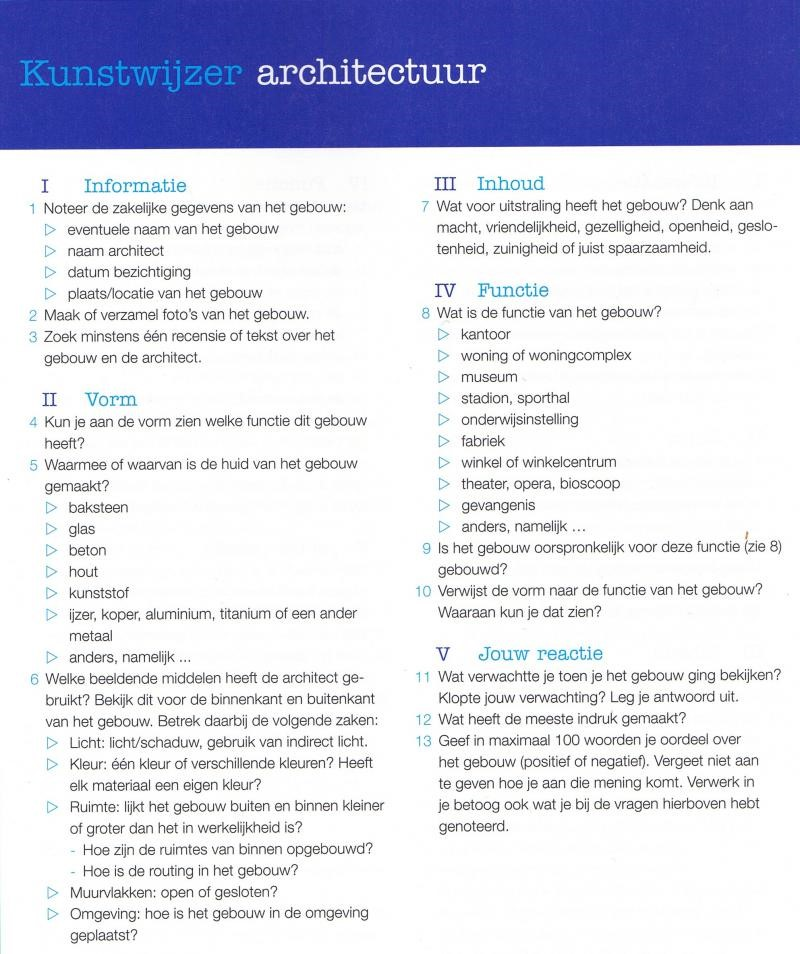 Kunstwijzer architectuur
I Informatie
1 Noteer de zakelijke gegevens van het gebouw:
▷ eventuele naam van het gebouw
▷ naam architect
▷ datum bezichtiging
▷ plaats/locatie van het gebouw
2 Maak of verzamel foto's van het gebouw.
3 Zoek minstens één recensie of tekst over het
gebouw en de architect.
II Vorm
4 Kun je aan de vorm zien welke functie dit gebouw
heeft?
5 Waarmee of waarvan is de huid van het gebouw
gemaakt?
▷ baksteen
▷ glas
▷ beton
▷ hout
▷ kunststof
▷ ijzer, koper, aluminium, titanium of een ander
metaal
▷ anders, namelijk ...
6 Welke beeldende middelen heeft de architect ge-
bruikt? Bekijk dit voor de binnenkant en buitenkant
van het gebouw. Betrek daarbij de volgende zaken:
▷ Licht: licht/schaduw, gebruik van indirect licht.
▷ Kleur: één kleur of verschillende kleuren? Heeft
elk materiaal een eigen kleur?
▷ Ruimte: lijkt het gebouw buiten en binnen kleiner
of groter dan het in werkelijkheid is?
- Hoe zijn de ruimtes van binnen opgebouwd?
- Hoe is de routing in het gebouw?
▷ Muurvlakken: open of gesloten?
▷ Omgeving: hoe is het gebouw in de omgeving
geplaatst?
III Inhoud
7 Wat voor uitstraling heeft het gebouw? Denk aan
macht, vriendelijkheid, gezelligheid, openheid, geslo-
tenheid, zuinigheid of juist spaarzaamheid.
IV Functie
8 Wat is de functie van het gebouw?
▷ kantoor
▷ woning of woningcomplex
▷ museum
▷ stadion, sporthal
▷ onderwijsinstelling
▷ fabriek
▷ winkel of winkelcentrum
▷ theater, opera, bioscoop
▷ gevangenis
▷ anders, namelijk ...
9 Is het gebouw oorspronkelijk voor deze functie (zie 8)
gebouwd?
10 Verwijst de vorm naar de functie van het gebouw?
Waaraan kun je dat zien?
V Jouw reactie
11 Wat verwachtte je toen je het gebouw ging bekijken?
Klopte jouw verwachting? Leg je antwoord uit.
12 Wat heeft de meeste indruk gemaakt?
13 Geef in maximaal 100 woorden je oordeel over
het gebouw (positief of negatief). Vergeet niet aan
te geven hoe je aan die mening komt. Verwerk in
je betoog ook wat je bij de vragen hierboven hebt
genoteerd.